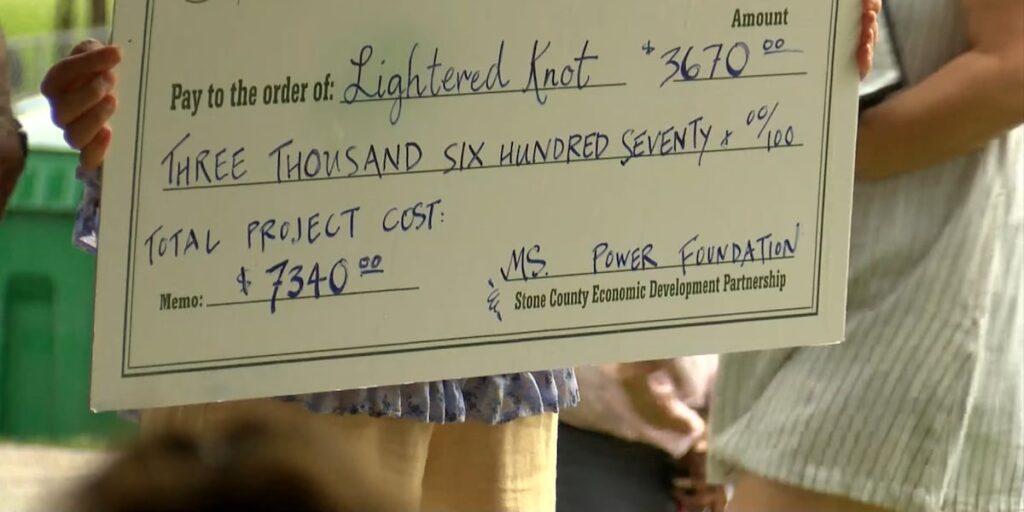 Amount
Pay to the order of: Lightered Knot $ 3670 00
THREE THOUSAND SIX HUNDRED SEVENTY + 00/100
TOTAL PROJECT COST:
Memo: $ 7340 00
MS. POWER FOUNDATION
& Stone County Economic Development Partnership